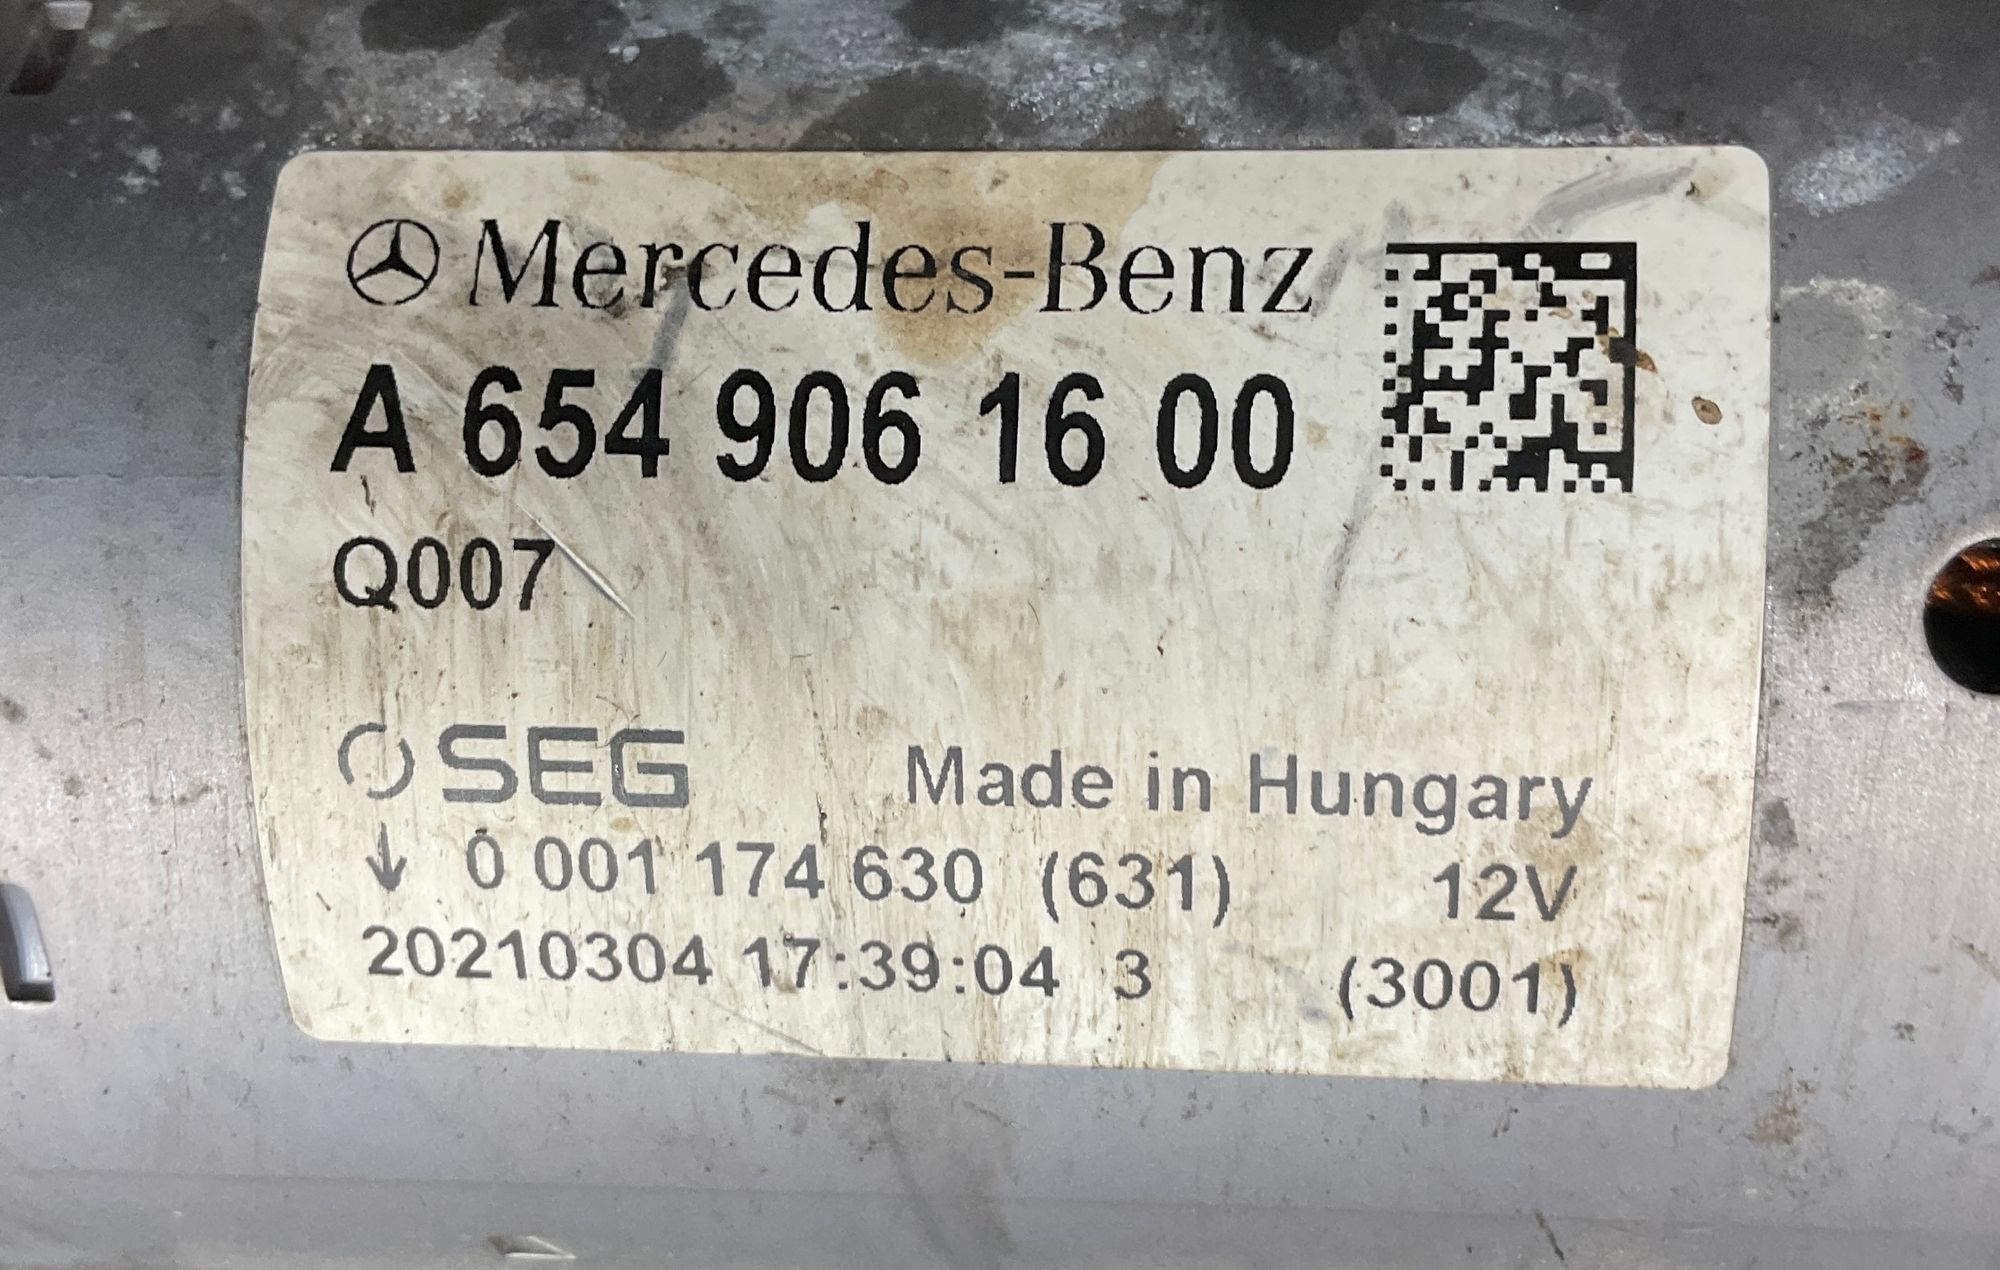 Mercedes-Benz
A 654 906 16 00
Q007
SEG Made in Hungary
↓ 0 001 174 630 (631) 12V
20210304 17:39:04 3 (3001)